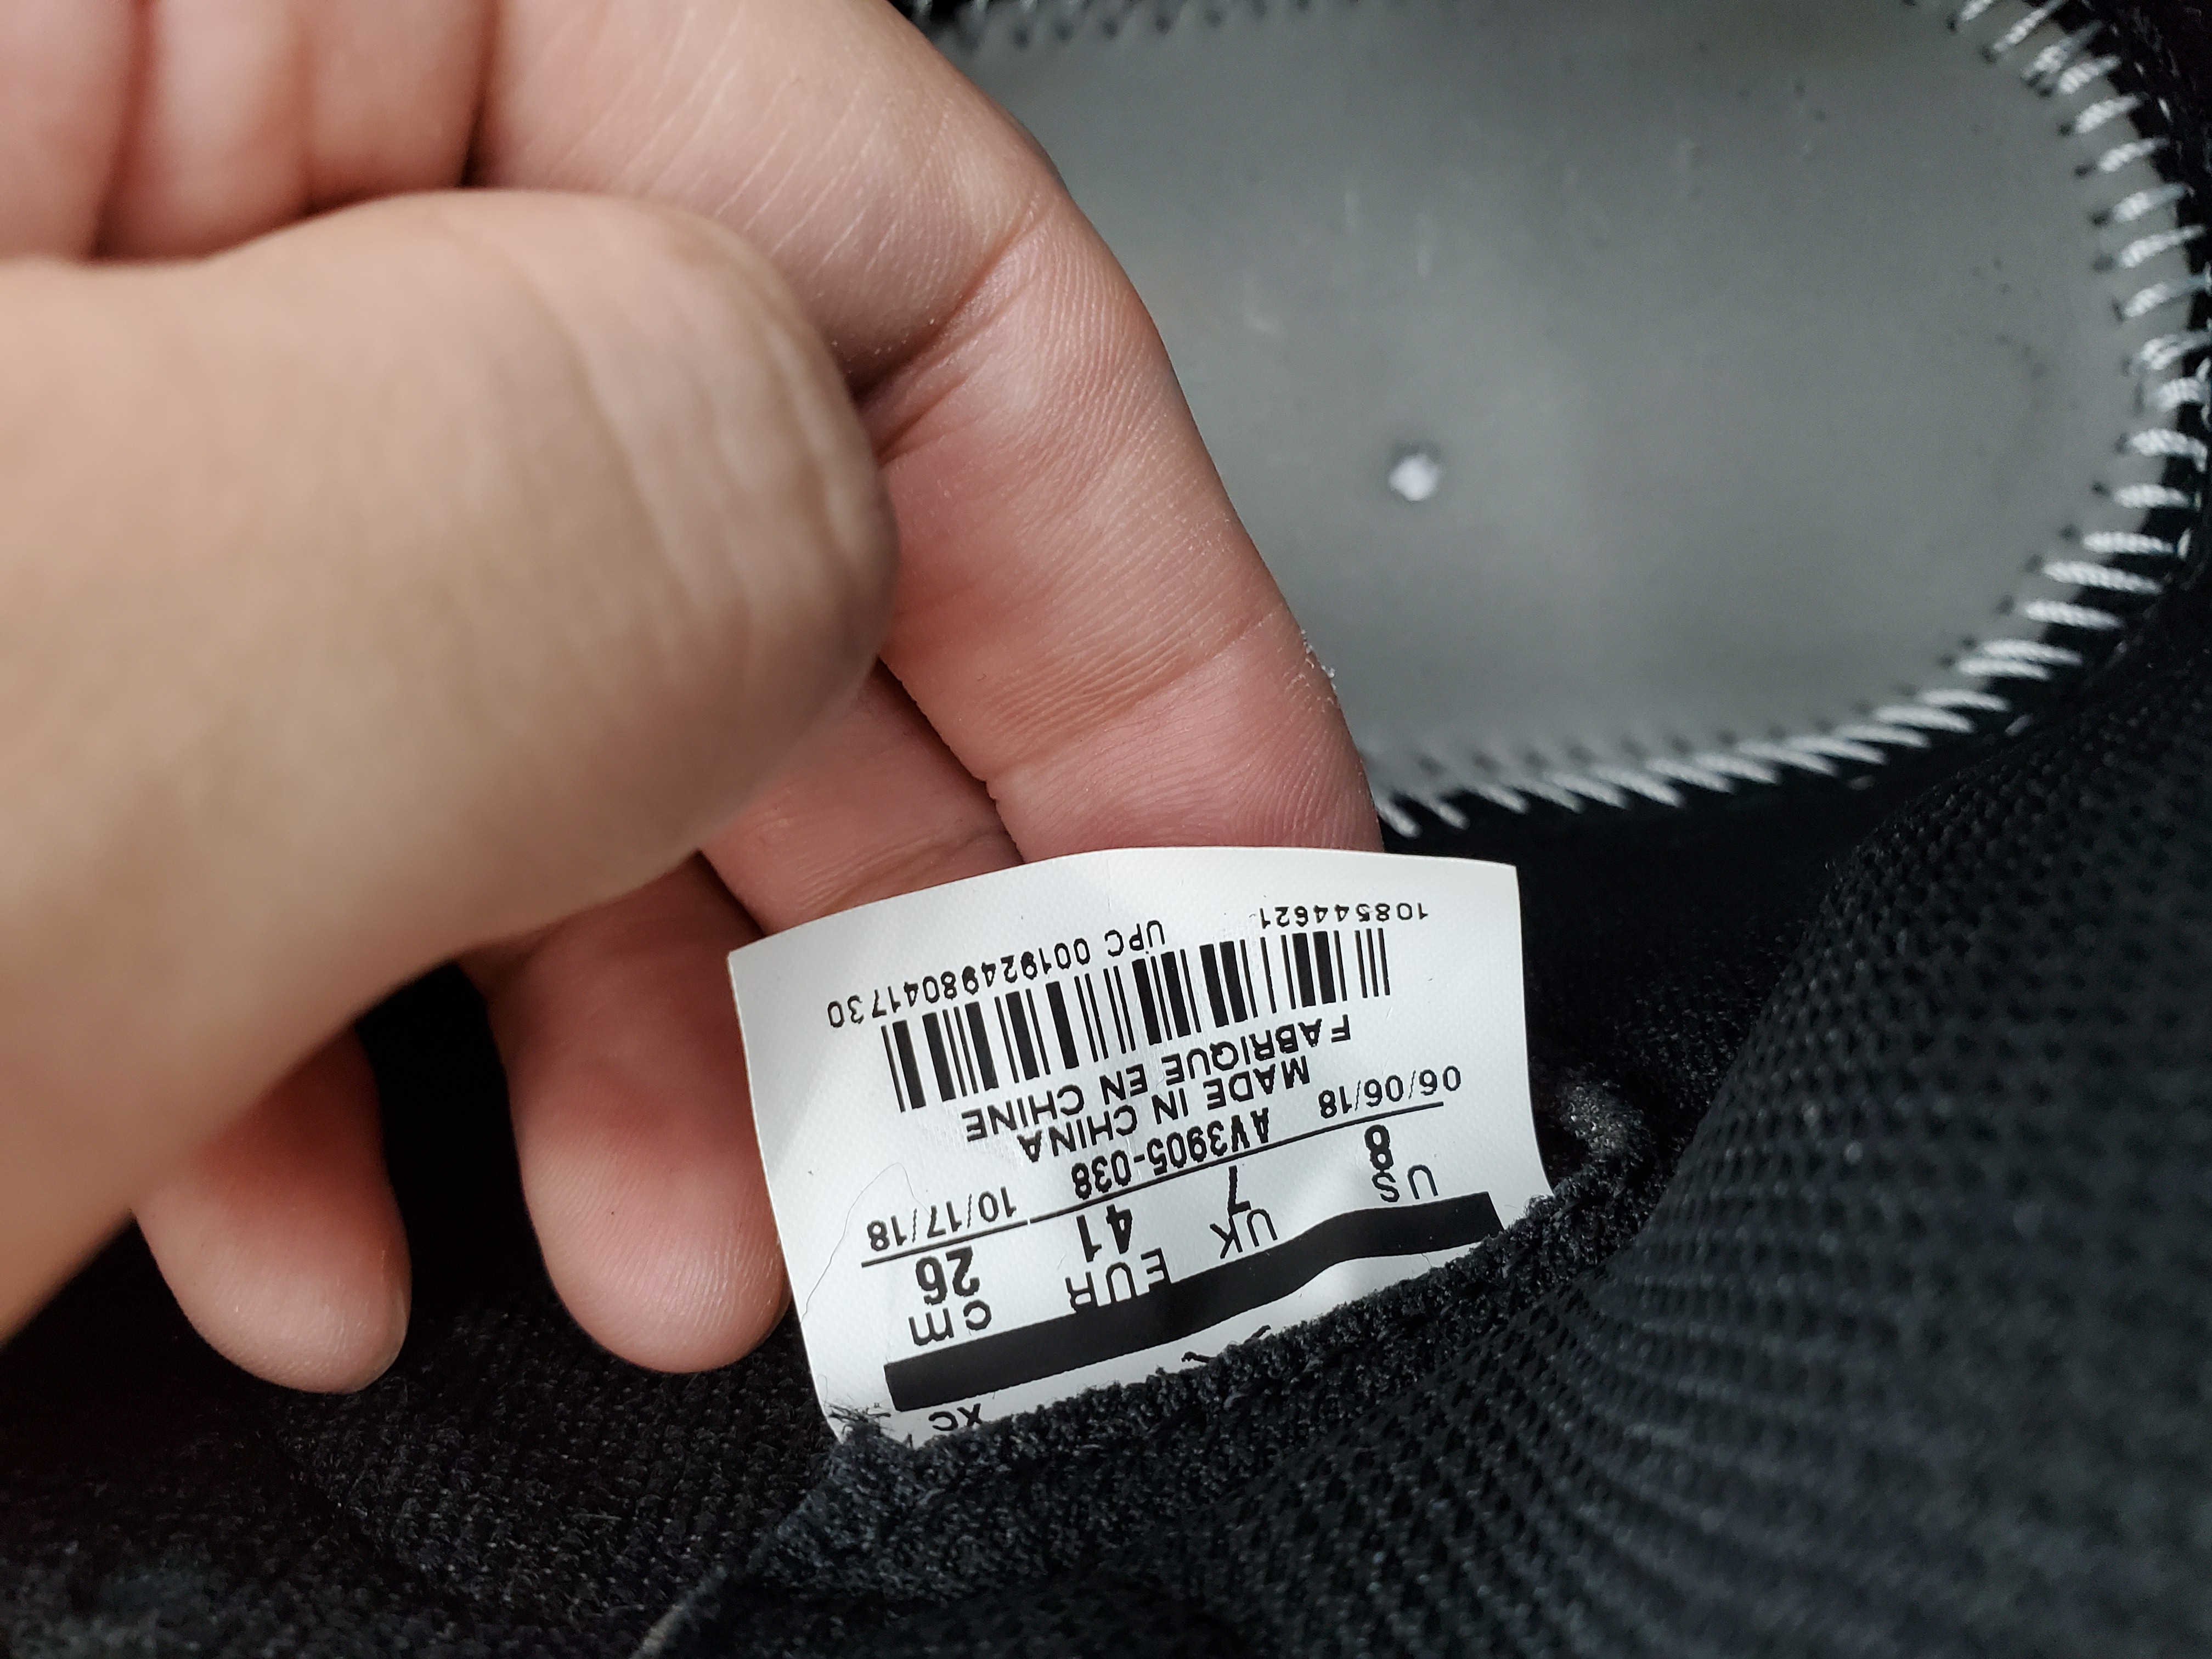 XC
US UK EUR cm
8 7 41 26
06/06/18 AV3905-038 10/17/18
MADE IN CHINA
FABRIQUE EN CHINE
108544621 UPC 00192498041730